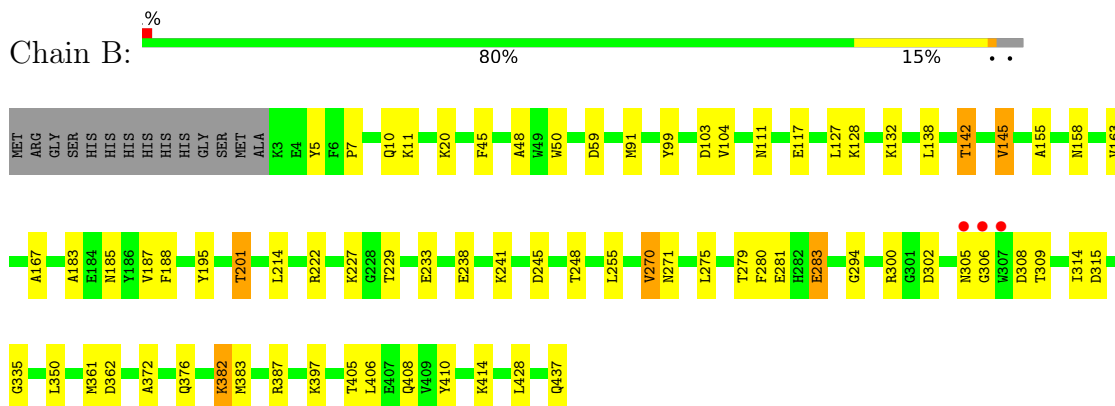 %
Chain B:
80% 15% • •
MET ARG GLY SER HIS HIS HIS HIS HIS HIS GLY SER MET ALA K3 E4 Y5 F6 P7 Q10 K11 K20 F45 A48 W49 W50 D59 M91 Y99 D103 V104 N111 E117 L127 K128 K132 L138 T142 V145 A155 N158 V163
A167 A183 E184 N185 Y186 V187 F188 Y195 T201 L214 R222 K227 G228 T229 E233 E238 K241 D245 T248 L255 V270 N271 L275 T279 F280 E281 H282 E283 G294 R300 G301 D302 N305 G306 W307 D308 T309 I314 D315
G335 L350 M361 D362 A372 Q376 K382 M383 R387 K397 T405 L406 E407 Q408 V409 Y410 K414 L428 Q437